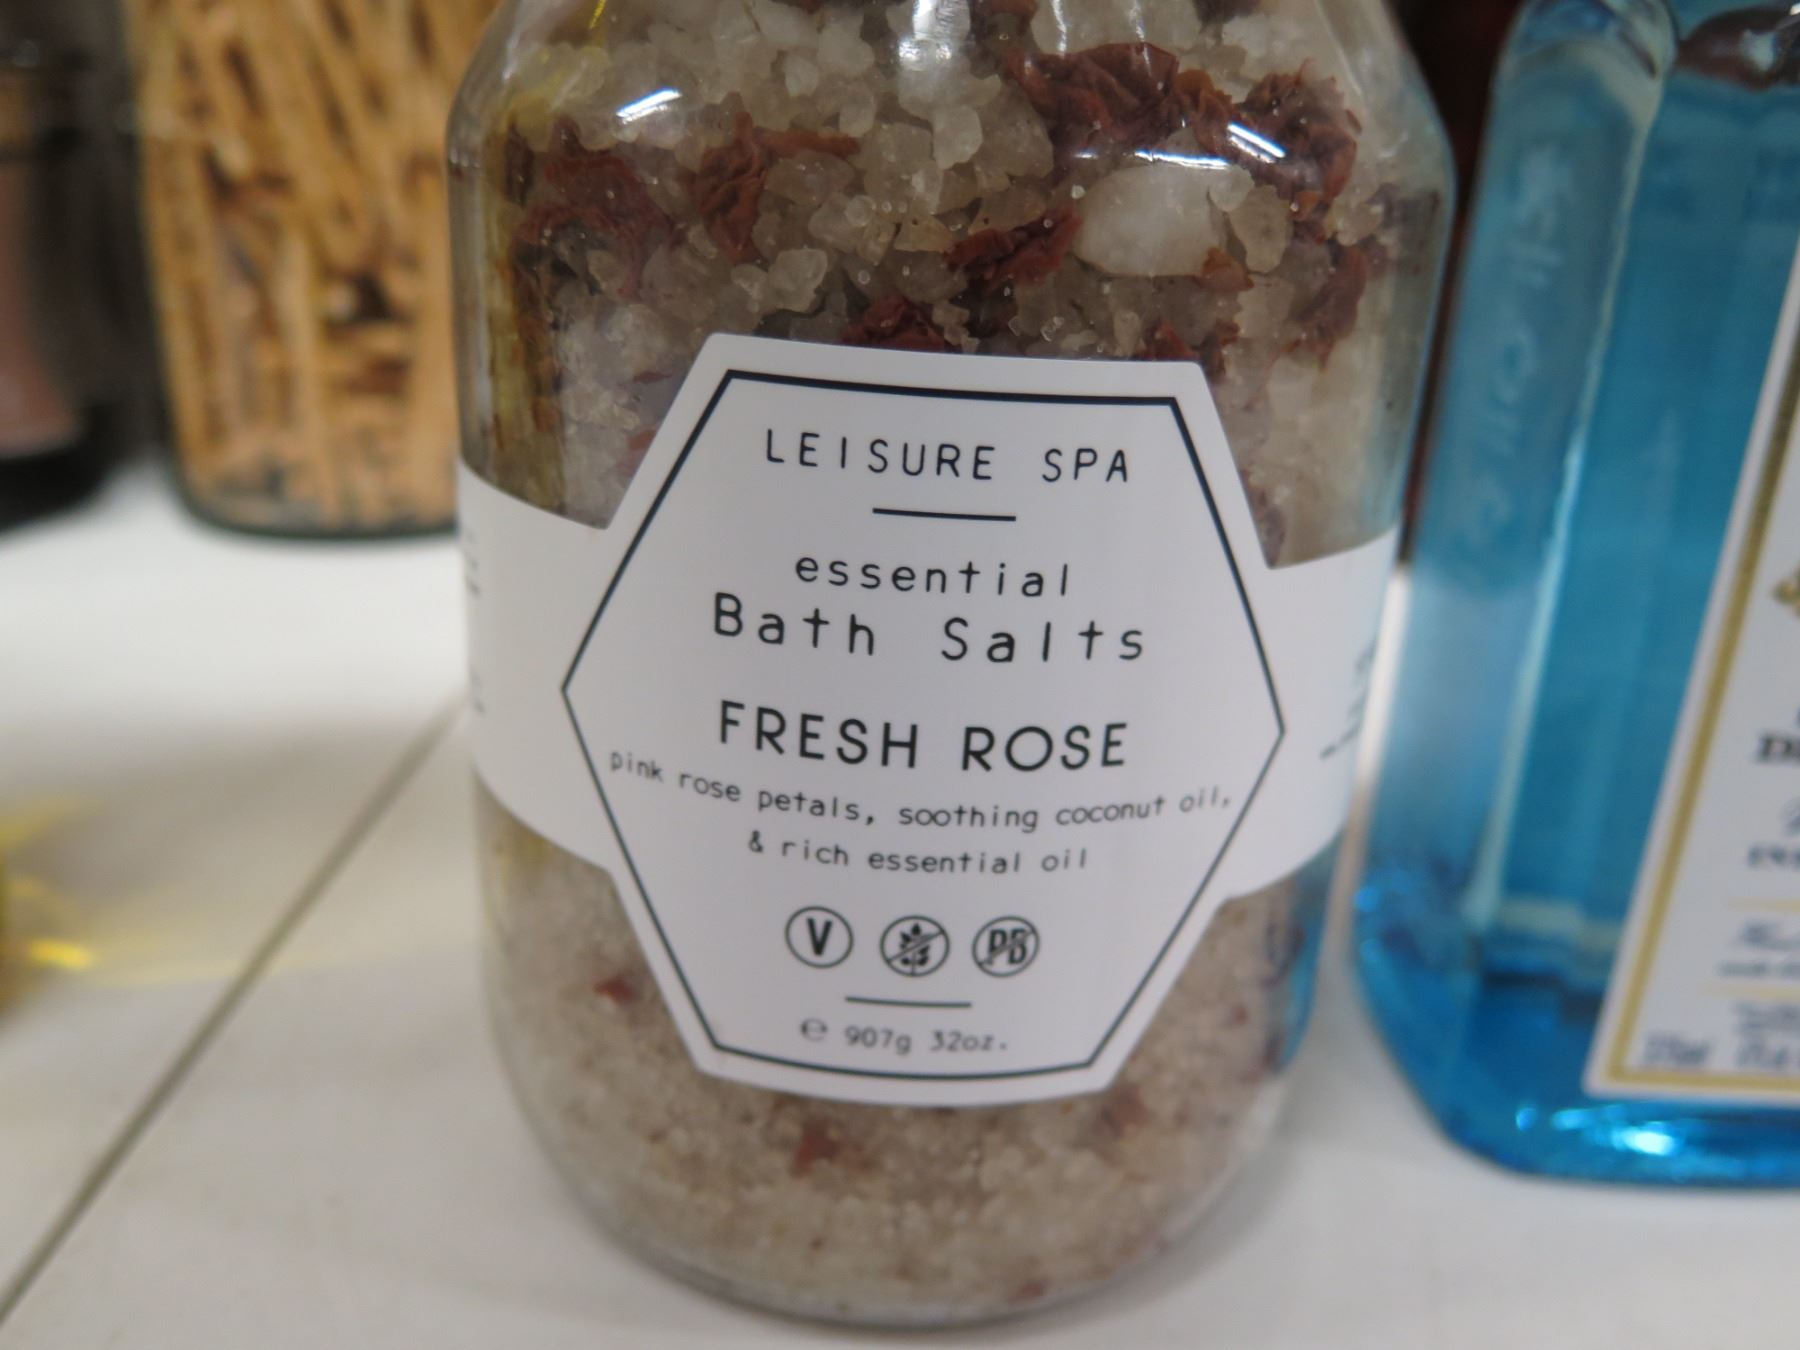 LEISURE SPA
essential
Bath Salts
FRESH ROSE
pink rose petals, soothing coconut oil,
& rich essential oil
V
PB
e 907g 32oz.